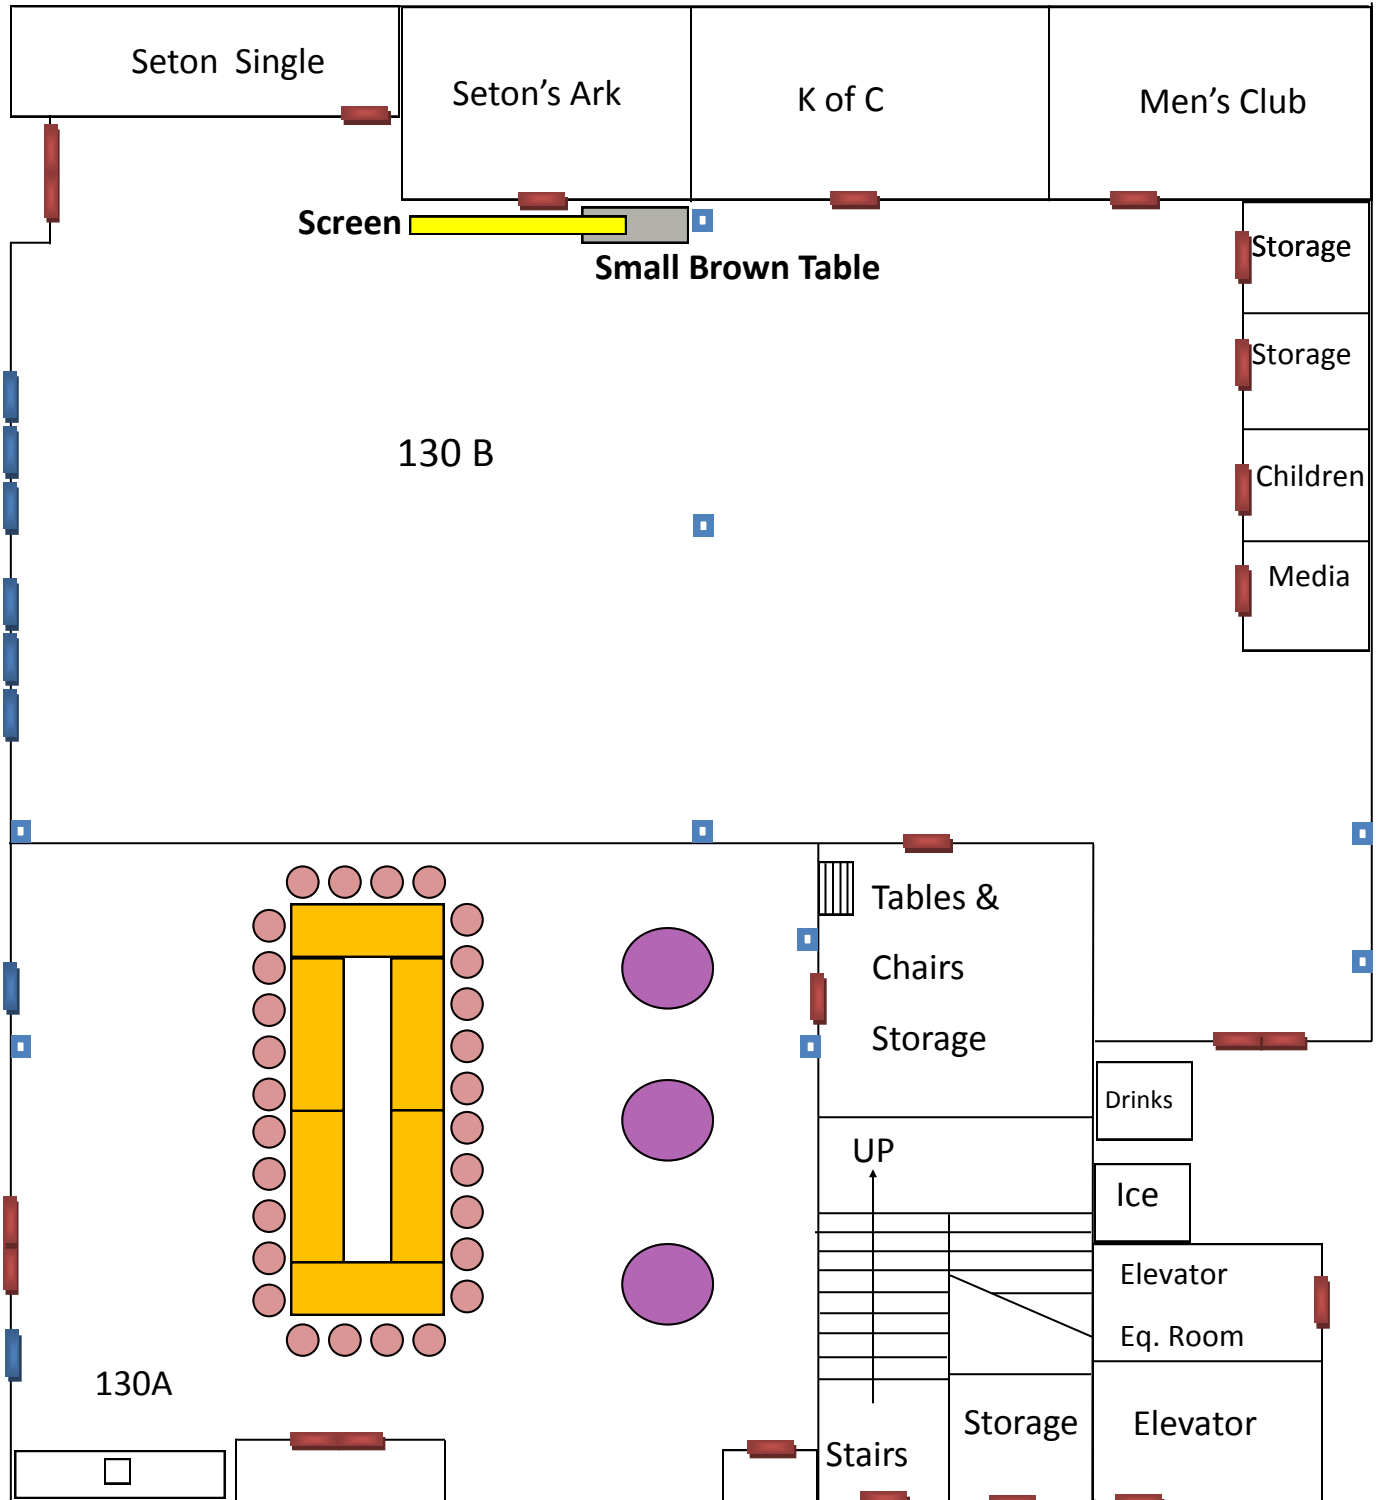 Seton  Single
Seton’s Ark
K of C
Men’s Club
Screen
Small Brown Table
Storage
Storage
Children
Media
130 B
Tables &
Chairs
Storage
Drinks
UP
Ice
Elevator
Eq. Room
130A
Storage
Elevator
Stairs